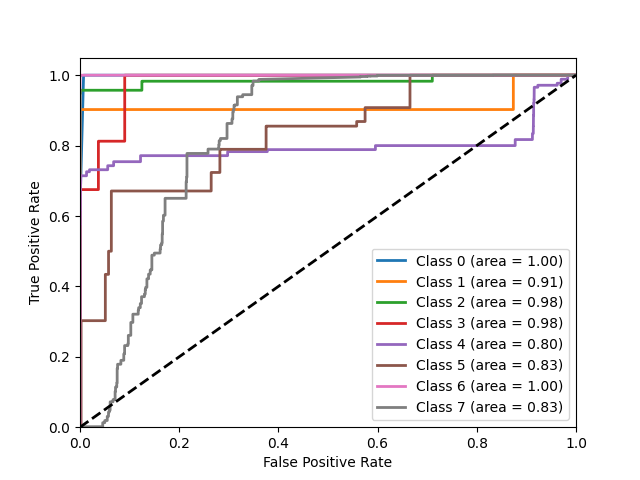 1.0
0.8
0.6
0.4
0.2
0.0
True Positive Rate
Class 0 (area = 1.00)
Class 1 (area = 0.91)
Class 2 (area = 0.98)
Class 3 (area = 0.98)
Class 4 (area = 0.80)
Class 5 (area = 0.83)
Class 6 (area = 1.00)
Class 7 (area = 0.83)
0.0 0.2 0.4 0.6 0.8 1.0
False Positive Rate